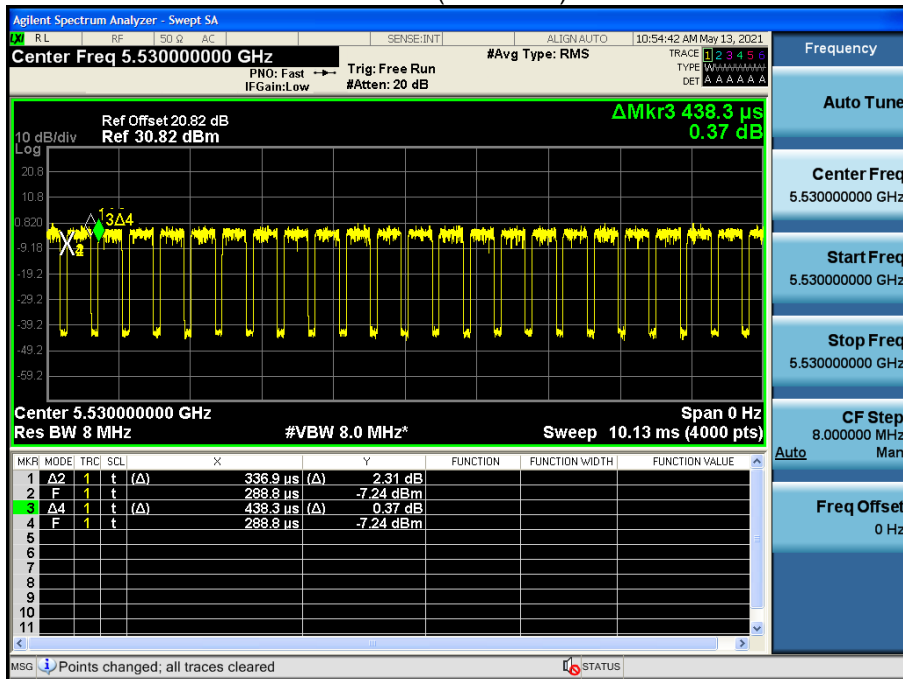 Agilent Spectrum Analyzer - Swept SA
LXI RL RF 50 Ω AC SENSE:INT ALIGN AUTO 10:54:42 AM May 13, 2021
Center Freq 5.530000000 GHz #Avg Type: RMS TRACE 1 2 3 4 5 6
PNO: Fast Trig: Free Run TYPE WWWWWW
IFGain:Low #Atten: 20 dB DET A A A A A A
Frequency
Auto Tune
Center Freq
5.530000000 GHz
Start Freq
5.530000000 GHz
Stop Freq
5.530000000 GHz
CF Step
8.000000 MHz
Auto Man
Freq Offset
0 Hz
ΔMkr3 438.3 µs
0.37 dB
Ref Offset 20.82 dB
10 dB/div Ref 30.82 dBm
Log
20.8
10.8
0.820
-9.18
-19.2
-29.2
-39.2
-49.2
-59.2
1 3Δ4
X
Center 5.530000000 GHz Span 0 Hz
Res BW 8 MHz #VBW 8.0 MHz* Sweep 10.13 ms (4000 pts)
MKR MODE TRC SCL X Y FUNCTION FUNCTION WIDTH FUNCTION VALUE
1 Δ2 1 t (Δ) 336.9 µs (Δ) 2.31 dB
2 F 1 t 288.8 µs -7.24 dBm
3 Δ4 1 t (Δ) 438.3 µs (Δ) 0.37 dB
4 F 1 t 288.8 µs -7.24 dBm
5
6
7
8
9
10
11
MSG Points changed; all traces cleared STATUS